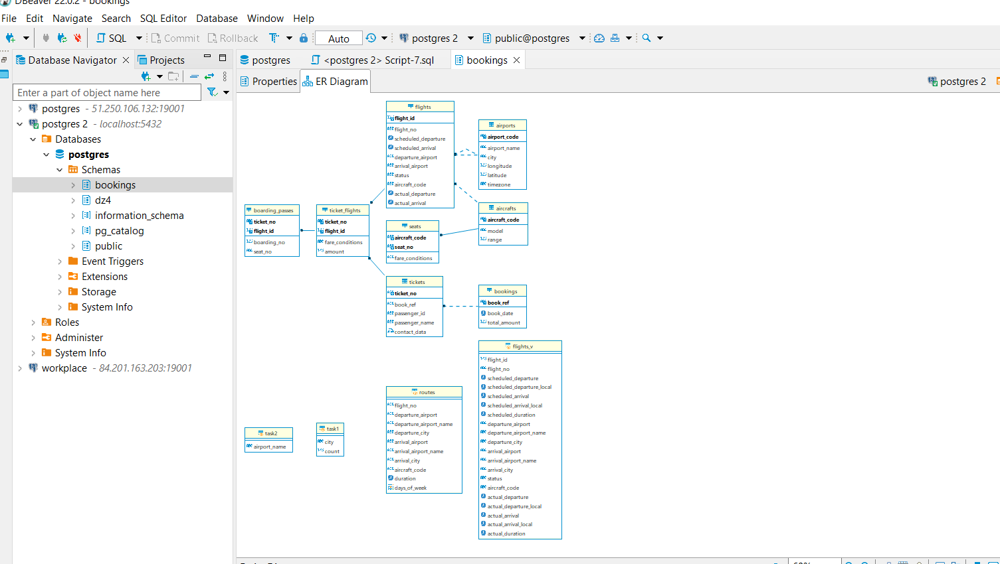 DBeaver 22.0.2 - bookings
File Edit Navigate Search SQL Editor Database Window Help
SQL Commit Rollback Auto postgres 2 public@postgres
Database Navigator Projects
postgres <postgres 2> Script-7.sql bookings
Properties ER Diagram postgres 2
Enter a part of object name here
postgres - 51.250.106.132:19001
postgres 2 - localhost:5432
Databases
postgres
Schemas
bookings
dz4
information_schema
pg_catalog
public
Event Triggers
Extensions
Storage
System Info
Roles
Administer
System Info
workplace - 84.201.163.203:19001
flights
flight_id
flight_no
scheduled_departure
scheduled_arrival
departure_airport
arrival_airport
status
aircraft_code
actual_departure
actual_arrival
airports
airport_code
airport_name
city
longitude
latitude
timezone
boarding_passes
ticket_no
flight_id
boarding_no
seat_no
ticket_flights
ticket_no
flight_id
fare_conditions
amount
seats
aircraft_code
seat_no
fare_conditions
aircrafts
aircraft_code
model
range
tickets
ticket_no
book_ref
passenger_id
passenger_name
contact_data
bookings
book_ref
book_date
total_amount
task2
airport_name
task1
city
count
routes
flight_no
departure_airport
departure_airport_name
departure_city
arrival_airport
arrival_airport_name
arrival_city
aircraft_code
duration
days_of_week
flights_v
flight_id
flight_no
scheduled_departure
scheduled_departure_local
scheduled_arrival
scheduled_arrival_local
scheduled_duration
departure_airport
departure_airport_name
departure_city
arrival_airport
arrival_airport_name
arrival_city
status
aircraft_code
actual_departure
actual_departure_local
actual_arrival
actual_arrival_local
actual_duration